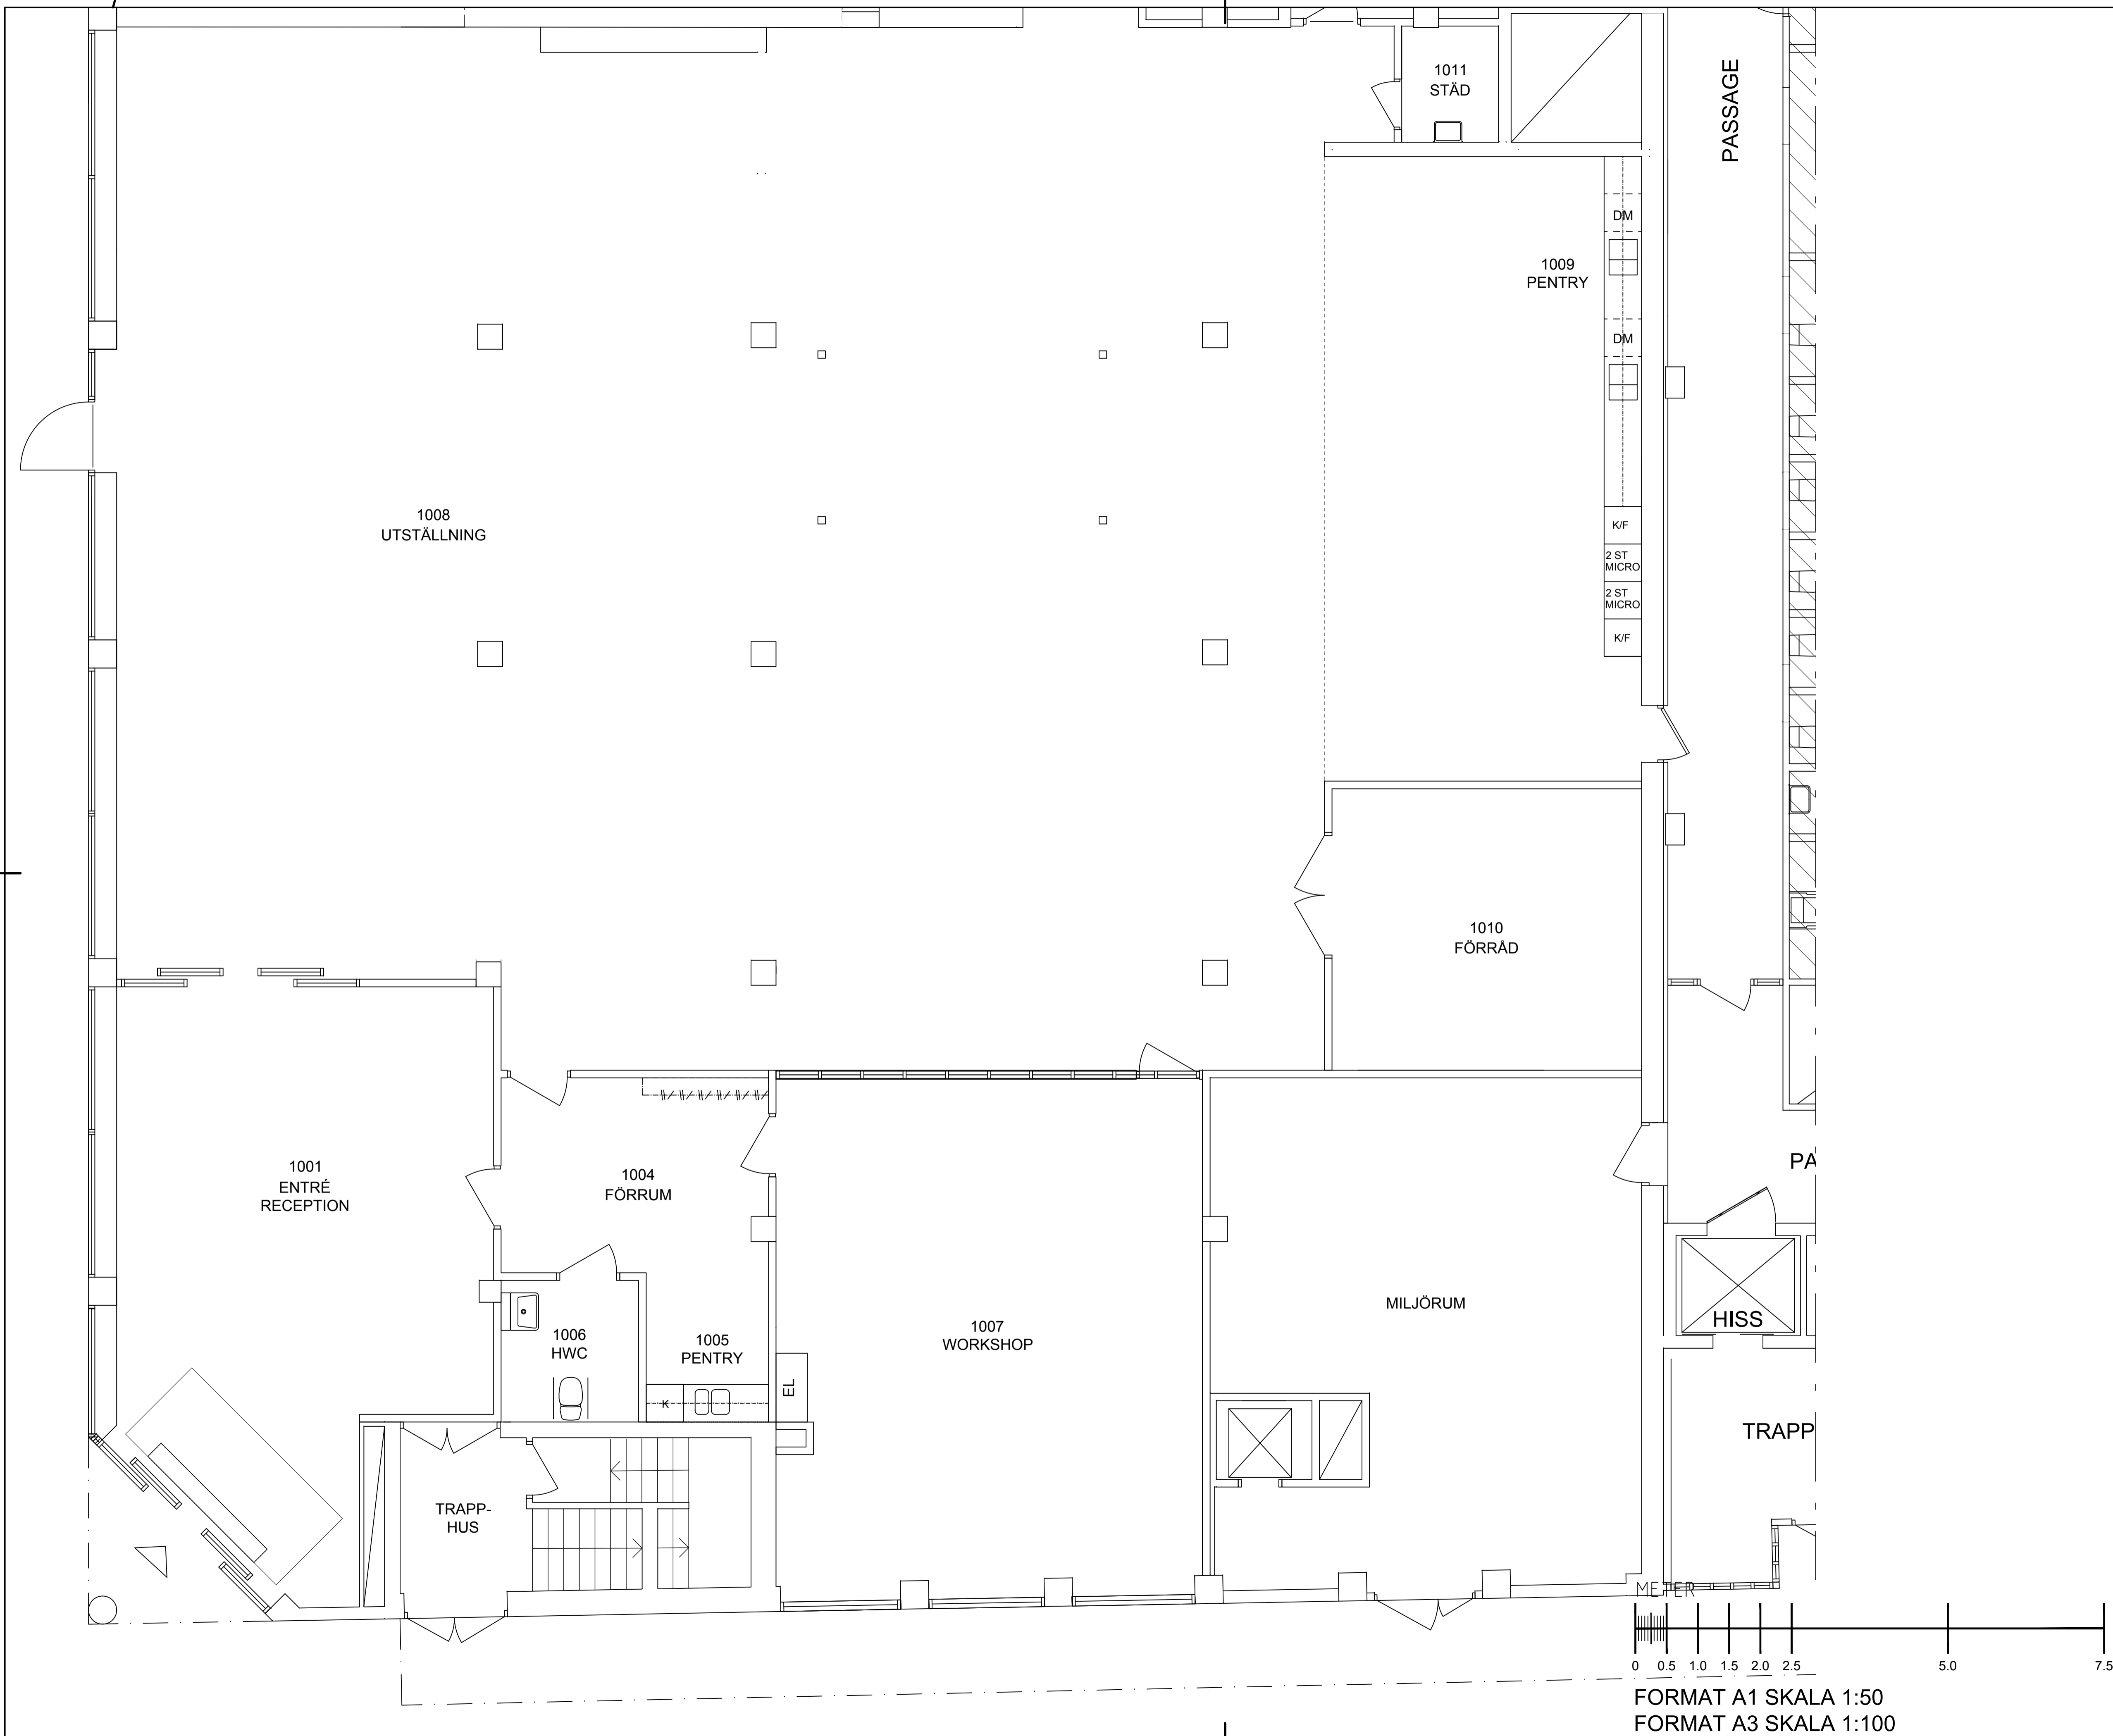 1011
STÄD
PASSAGE
DM
1009
PENTRY
DM
1008
UTSTÄLLNING
K/F
2 ST
MICRO
2 ST
MICRO
K/F
1010
FÖRRÅD
1001
ENTRÉ
RECEPTION
1004
FÖRRUM
PA
MILJÖRUM
HISS
1006
HWC
1005
PENTRY
1007
WORKSHOP
EL
K
TRAPP
TRAPP-
HUS
METER
0 0.5 1.0 1.5 2.0 2.5 5.0 7.5
FORMAT A1 SKALA 1:50
FORMAT A3 SKALA 1:100